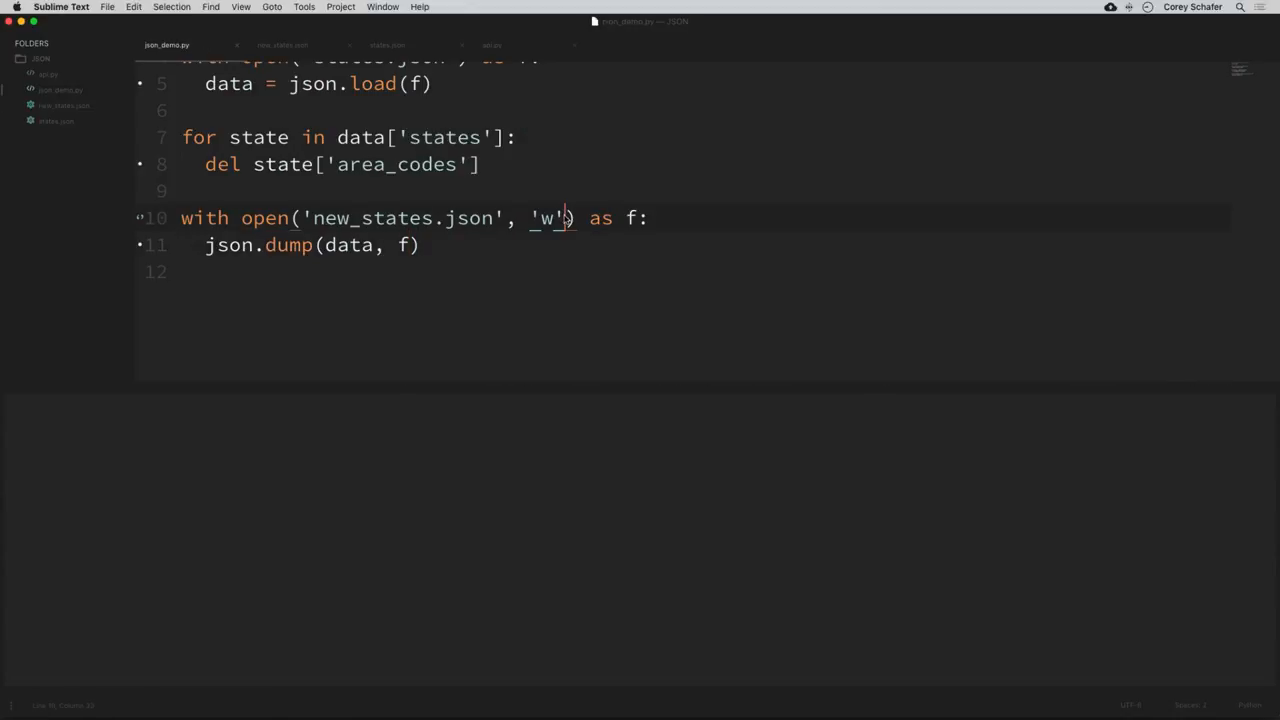 Sublime Text File Edit Selection Find View Goto Tools Project Window Help Corey Schafer
json_demo.py — JSON
FOLDERS
JSON
api.py
json_demo.py
new_states.json
states.json
json_demo.py new_states.json states.json api.py
with open('states.json') as f:
5 data = json.load(f)
6
7 for state in data['states']:
8 del state['area_codes']
9
10 with open('new_states.json', 'w') as f:
11 json.dump(data, f)
12
Line 10, Column 33 UTF-8 Spaces: 2 Python